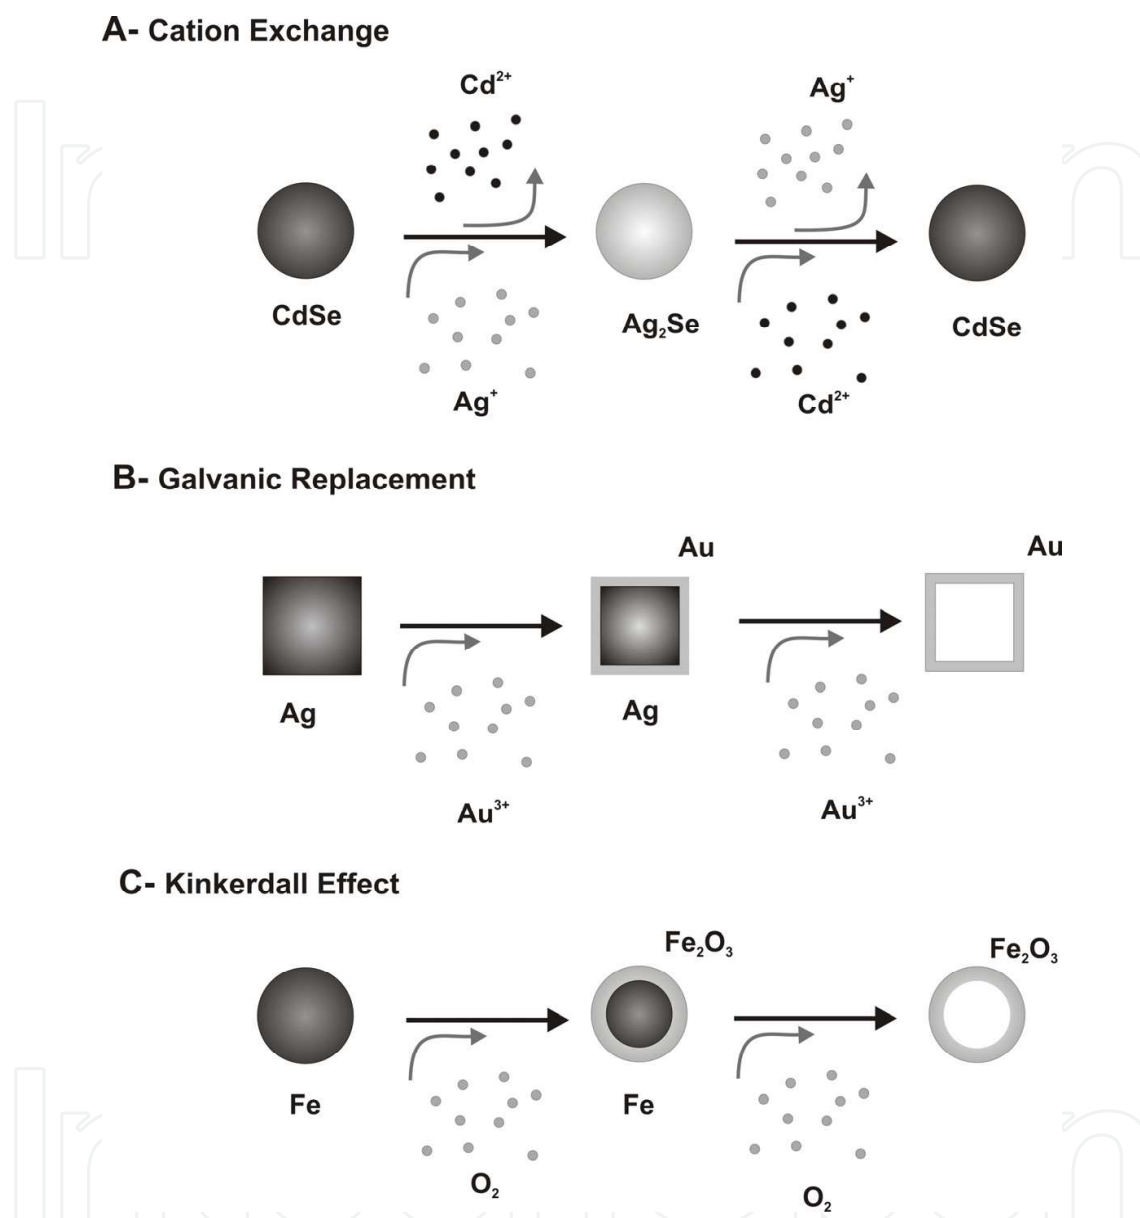 A- Cation Exchange
Cd²⁺ Ag⁺
CdSe Ag₂Se CdSe
Ag⁺ Cd²⁺
B- Galvanic Replacement
Au Au
Ag Ag
Au³⁺ Au³⁺
C- Kinkerdall Effect
Fe₂O₃ Fe₂O₃
Fe Fe
O₂ O₂